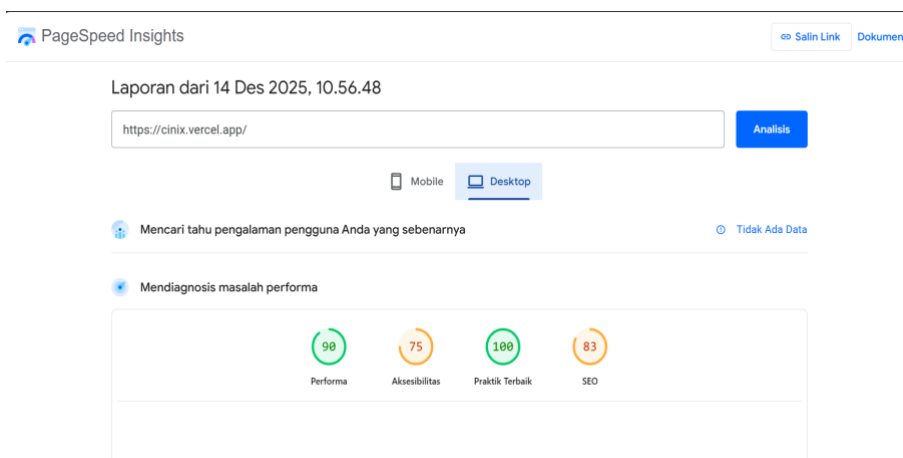 PageSpeed Insights
Salin Link
Laporan dari 14 Des 2025, 10.56.48
https://cinix.vercel.app/
Analisis
Mobile
Desktop
Mencari tahu pengalaman pengguna Anda yang sebenarnya
Tidak Ada Data
Mendiagnosis masalah performa
90 75 100 83
Performa Aksesibilitas Praktik Terbaik SEO